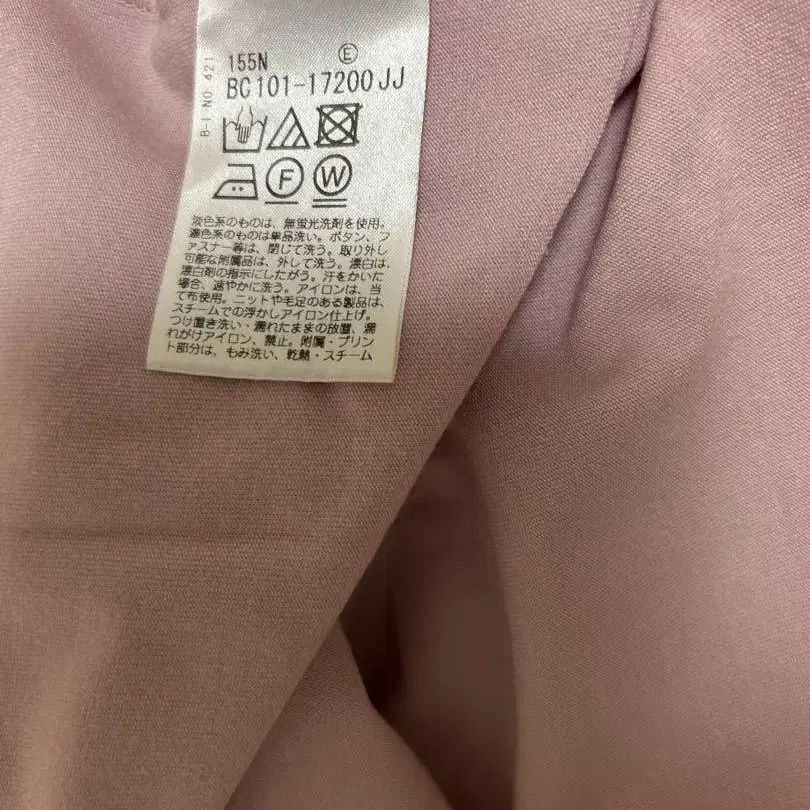 155N Ⓔ
BC101-17200JJ
B-I NO 421
F W
淡色系のものは、無蛍光洗剤を使用。
濃色系のものは単品洗い。ボタン、フ
ァスナー等は、閉じて洗う。取り外し
可能な附属品は、外して洗う。漂白は、
漂白剤の指示にしたがう。汗をかいた
場合、速やかに洗う。アイロンは、当
て布使用。ニットや毛足のある製品は、
スチームでの浮かしアイロン仕上げ。
つけ置き洗い・濡れたままの放置、濡
れがけアイロン、禁止。附属・プリン
ト部分は、もみ洗い、乾熱・スチーム